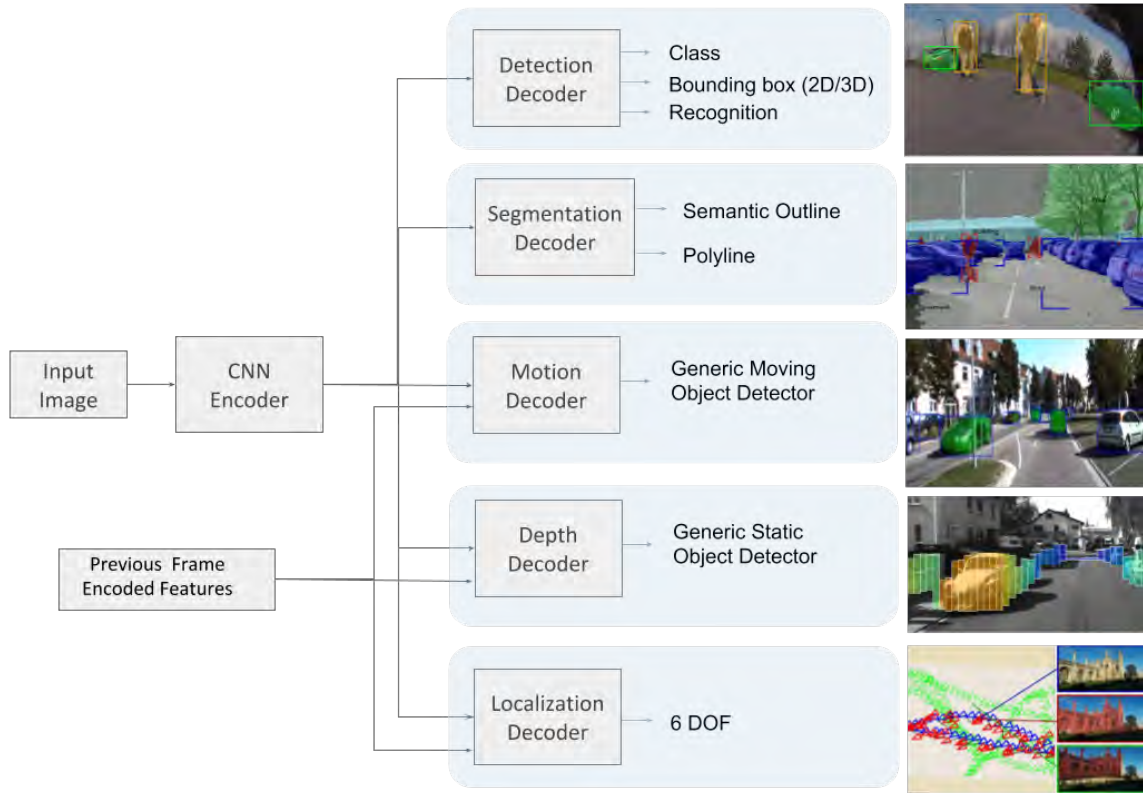 Detection
Decoder
Class
Bounding box (2D/3D)
Recognition
Segmentation
Decoder
Semantic Outline
Polyline
Input
Image
CNN
Encoder
Motion
Decoder
Generic Moving
Object Detector
Previous Frame
Encoded Features
Depth
Decoder
Generic Static
Object Detector
Localization
Decoder
6 DOF